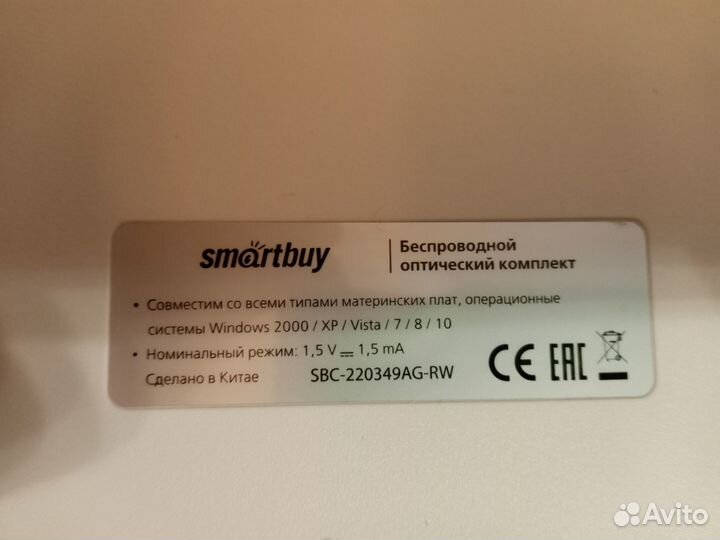 smartbuy
Беспроводной
оптический комплект
• Совместим со всеми типами материнских плат, операционные
системы Windows 2000 / XP / Vista / 7 / 8 / 10
• Номинальный режим: 1,5 V ⎓ 1,5 mA
Сделано в Китае SBC-220349AG-RW
CE EAC
Avito